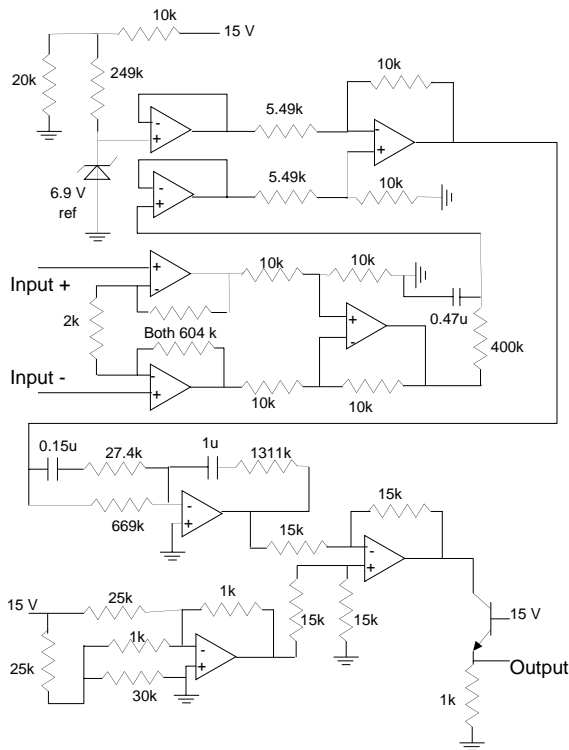 10k
15 V
20k
249k
10k
5.49k
-
+
-
+
6.9 V
ref
5.49k
10k
-
+
+
-
10k
10k
Input +
2k
Both 604 k
0.47u
+
-
400k
Input -
-
+
10k
10k
0.15u
27.4k
1u
1311k
669k
-
+
15k
15k
-
+
15 V
25k
1k
15k
15k
15 V
1k
25k
-
+
30k
Output
1k